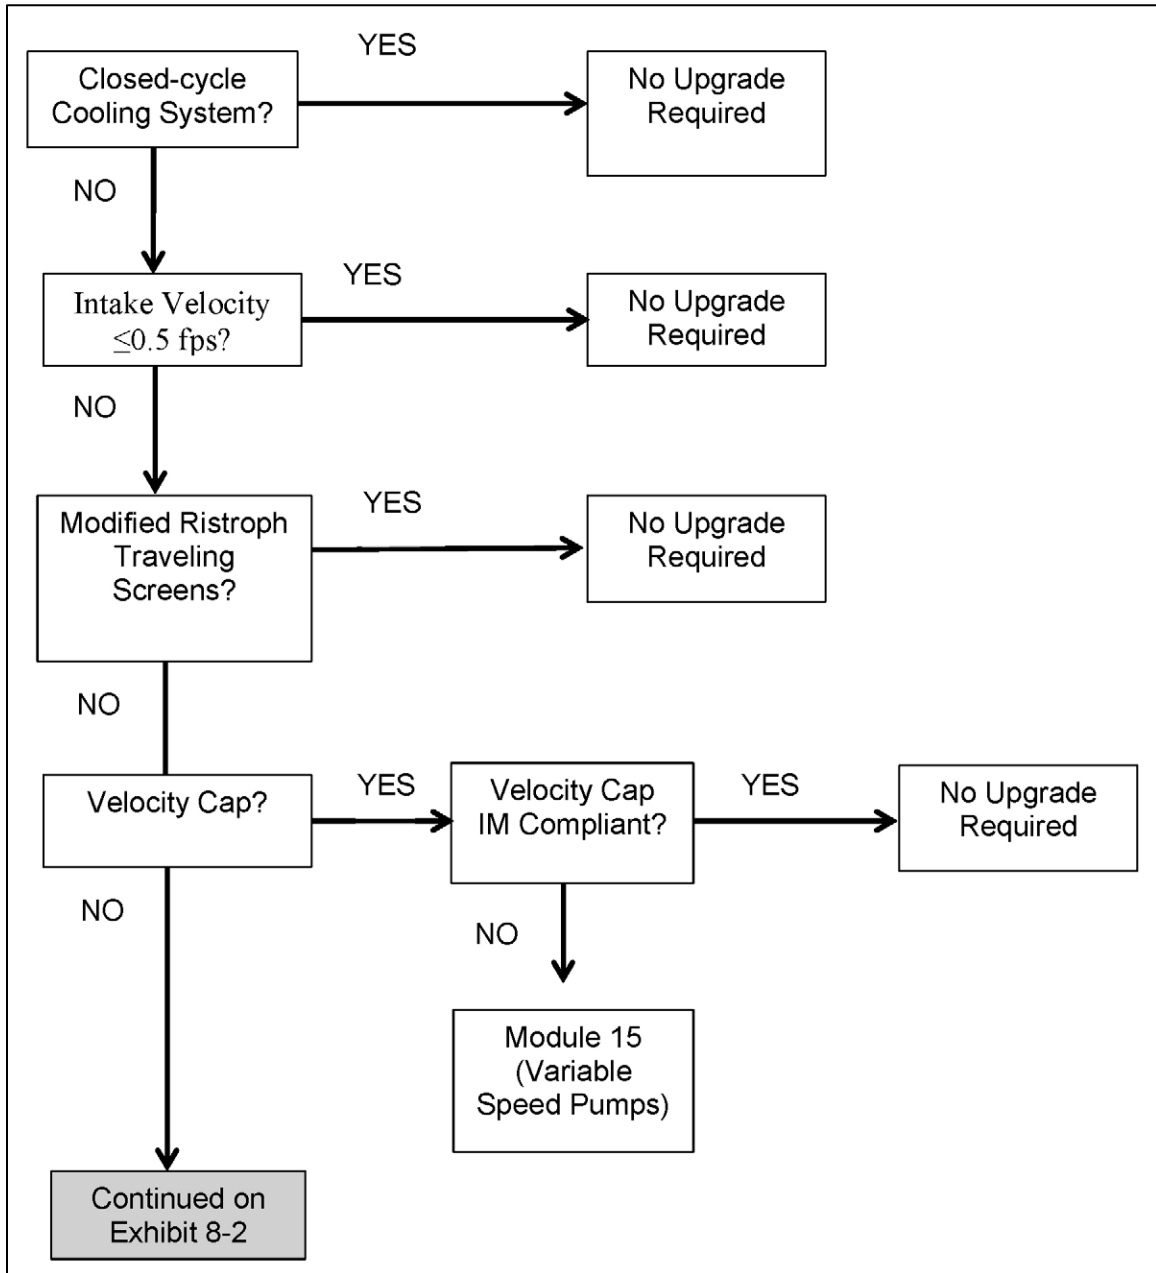 YES
Closed-cycle
Cooling System?
No Upgrade
Required
NO
YES
Intake Velocity
≤0.5 fps?
No Upgrade
Required
NO
YES
Modified Ristroph
Traveling
Screens?
No Upgrade
Required
NO
Velocity Cap?
YES
Velocity Cap
IM Compliant?
YES
No Upgrade
Required
NO
NO
Module 15
(Variable
Speed Pumps)
Continued on
Exhibit 8-2